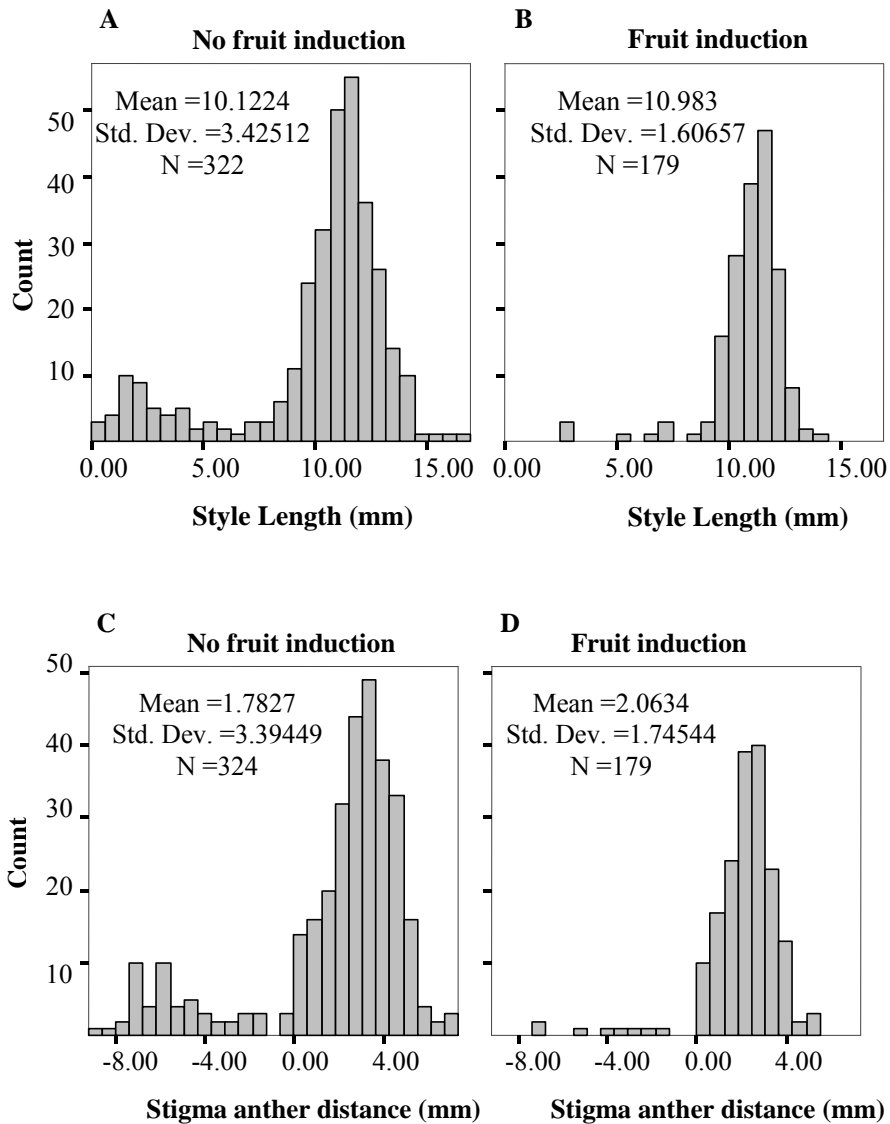 A
No fruit induction
Mean =10.1224
Std. Dev. =3.42512
N =322
50
40
30
20
10
Count
0.00 5.00 10.00 15.00
Style Length (mm)
B
Fruit induction
Mean =10.983
Std. Dev. =1.60657
N =179
0.00 5.00 10.00 15.00
Style Length (mm)
C
No fruit induction
Mean =1.7827
Std. Dev. =3.39449
N =324
50
40
30
20
10
Count
-8.00 -4.00 0.00 4.00
Stigma anther distance (mm)
D
Fruit induction
Mean =2.0634
Std. Dev. =1.74544
N =179
-8.00 -4.00 0.00 4.00
Stigma anther distance (mm)